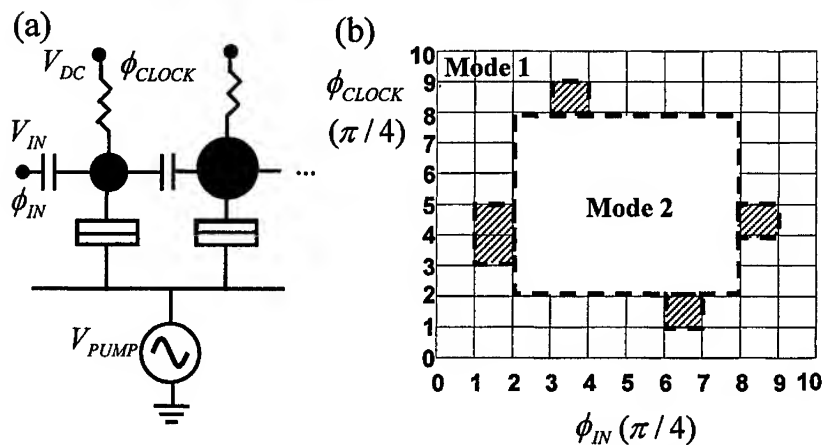 (a)
V_DC
ϕ_CLOCK
V_IN
ϕ_IN
...
V_PUMP
(b)
ϕ_CLOCK
(π / 4)
10
9
8
7
6
5
4
3
2
1
0
Mode 1
Mode 2
0 1 2 3 4 5 6 7 8 9 10
ϕ_IN (π / 4)